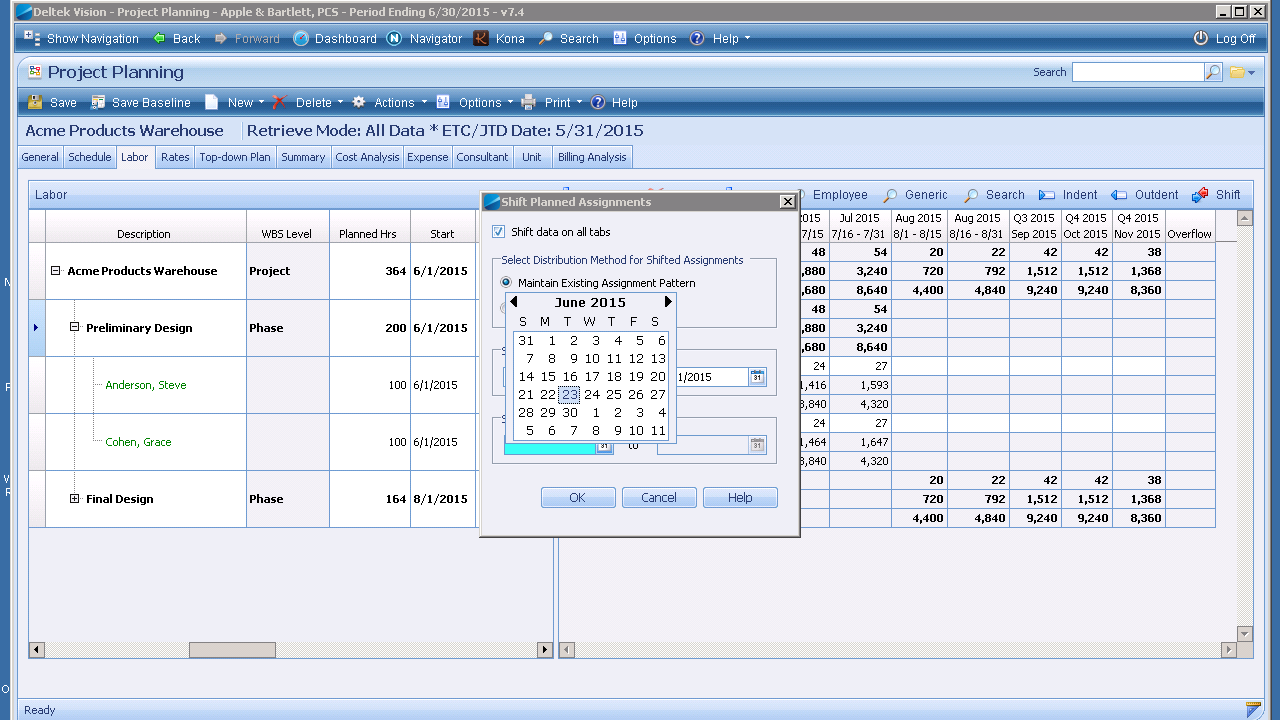 Deltek Vision - Project Planning - Apple & Bartlett, PCS - Period Ending 6/30/2015 - v7.4
Show Navigation Back Forward Dashboard Navigator Kona Search Options Help Log Off
Project Planning Search
Save Save Baseline New Delete Actions Options Print Help
Acme Products Warehouse Retrieve Mode: All Data * ETC/JTD Date: 5/31/2015
General Schedule Labor Rates Top-down Plan Summary Cost Analysis Expense Consultant Unit Billing Analysis
Labor Employee Generic Search Indent Outdent Shift
Description WBS Level Planned Hrs Start
2015 Jul 2015 Aug 2015 Aug 2015 Q3 2015 Q4 2015 Q4 2015
7/15 7/16 - 7/31 8/1 - 8/15 8/16 - 8/31 Sep 2015 Oct 2015 Nov 2015 Overflow
48 54 20 22 42 42 38
Acme Products Warehouse Project 364 6/1/2015 ,880 3,240 720 792 1,512 1,512 1,368
,680 8,640 4,400 4,840 9,240 9,240 8,360
48 54
Preliminary Design Phase 200 6/1/2015 ,880 3,240
,680 8,640
24 27
Anderson, Steve 100 6/1/2015 1,416 1,593
3,840 4,320
24 27
Cohen, Grace 100 6/1/2015 1,464 1,647
3,840 4,320
20 22 42 42 38
Final Design Phase 164 8/1/2015 720 792 1,512 1,512 1,368
4,400 4,840 9,240 9,240 8,360
Shift Planned Assignments
Shift data on all tabs
Select Distribution Method for Shifted Assignments
Maintain Existing Assignment Pattern
June 2015
S M T W T F S
31 1 2 3 4 5 6
7 8 9 10 11 12 13
14 15 16 17 18 19 20
21 22 23 24 25 26 27
28 29 30 1 2 3 4
5 6 7 8 9 10 11
1/2015
to
OK Cancel Help
Ready